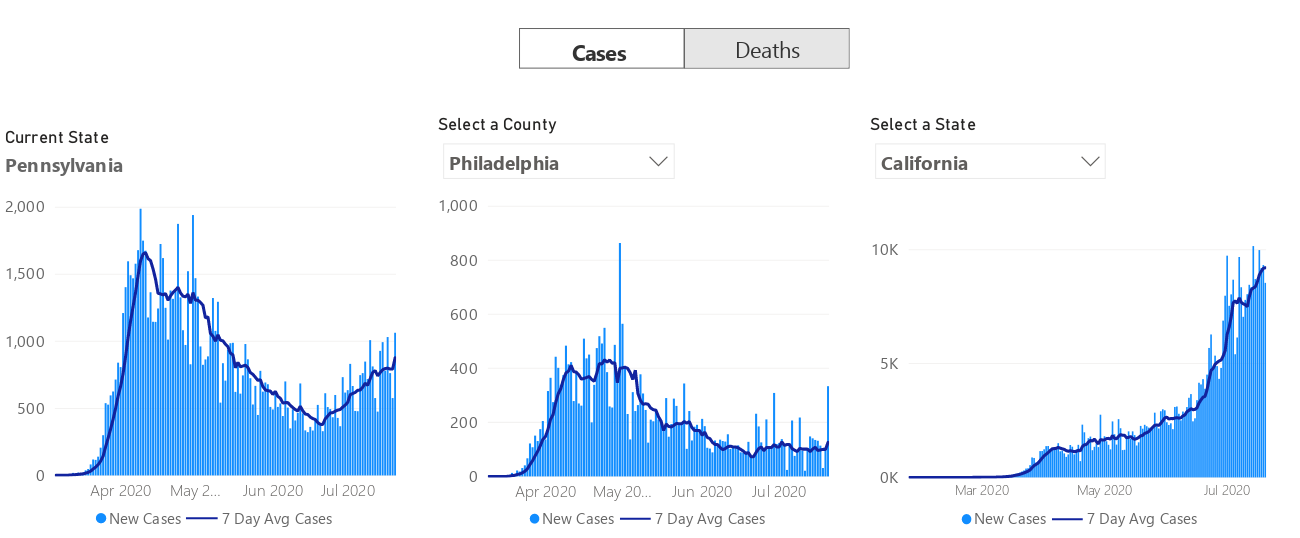 Cases Deaths
Current State
Pennsylvania
2,000
1,500
1,000
500
0
Apr 2020 May 2... Jun 2020 Jul 2020
New Cases 7 Day Avg Cases
Select a County
Philadelphia
1,000
800
600
400
200
0
Apr 2020 May 20... Jun 2020 Jul 2020
New Cases 7 Day Avg Cases
Select a State
California
10K
5K
0K
Mar 2020 May 2020 Jul 2020
New Cases 7 Day Avg Cases